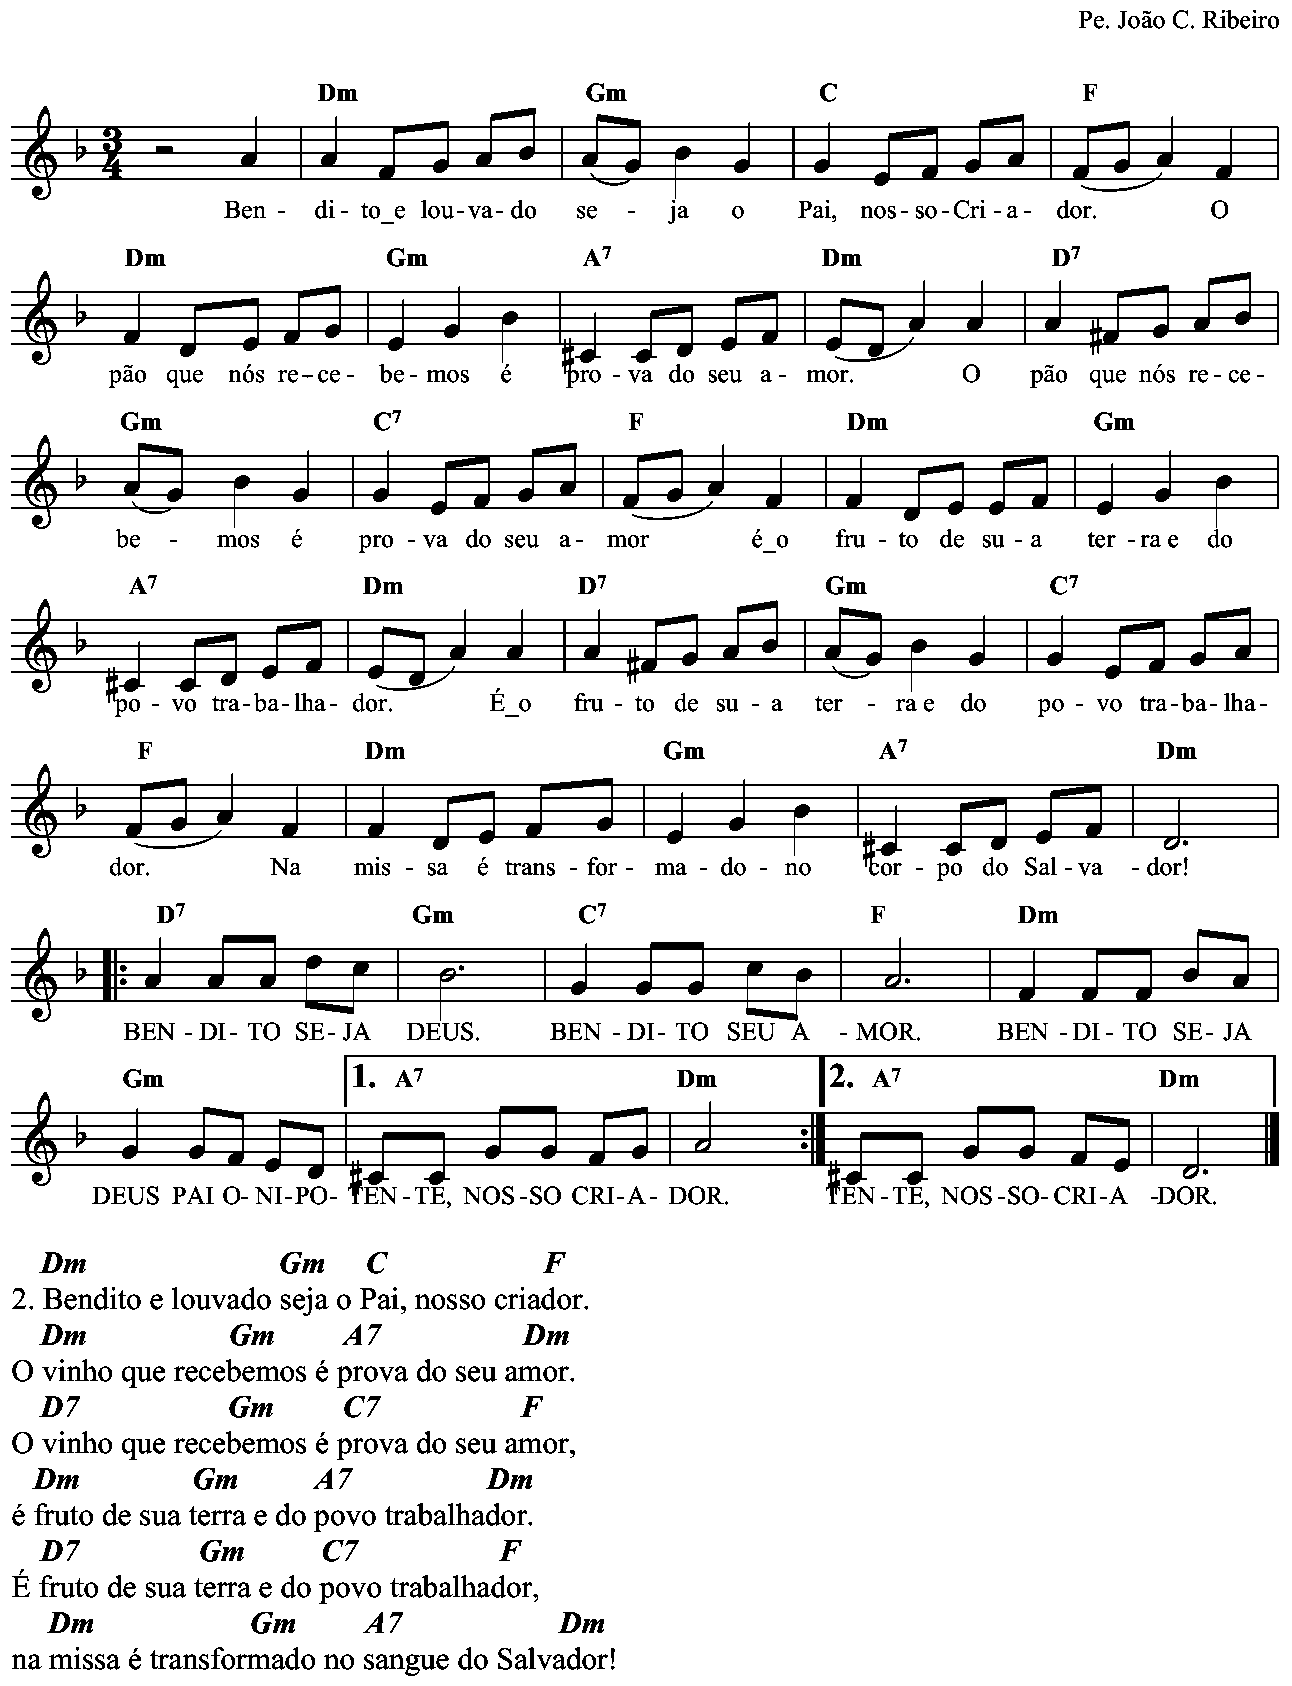 Pe. João C. Ribeiro
Dm Gm C F
Ben - di - to_e lou - va - do se - ja o Pai, nos - so - Cri - a - dor. O
Dm Gm A7 Dm D7
pão que nós re - ce - be - mos é pro - va do seu a - mor. O pão que nós re - ce -
Gm C7 F Dm Gm
be - mos é pro - va do seu a - mor é_o fru - to de su - a ter - ra e do
A7 Dm D7 Gm C7
po - vo tra - ba - lha - dor. É_o fru - to de su - a ter - ra e do po - vo tra - ba - lha -
F Dm Gm A7 Dm
dor. Na mis - sa é trans - for - ma - do - no cor - po do Sal - va - dor!
D7 Gm C7 F Dm
BEN - DI - TO SE - JA DEUS. BEN - DI - TO SEU A - MOR. BEN - DI - TO SE - JA
Gm 1. A7 Dm 2. A7 Dm
DEUS PAI O - NI - PO - TEN - TE, NOS - SO CRI - A - DOR. TEN - TE, NOS - SO - CRI - A - DOR.
Dm Gm C F
2. Bendito e louvado seja o Pai, nosso criador.
Dm Gm A7 Dm
O vinho que recebemos é prova do seu amor.
D7 Gm C7 F
O vinho que recebemos é prova do seu amor,
Dm Gm A7 Dm
é fruto de sua terra e do povo trabalhador.
D7 Gm C7 F
É fruto de sua terra e do povo trabalhador,
Dm Gm A7 Dm
na missa é transformado no sangue do Salvador!